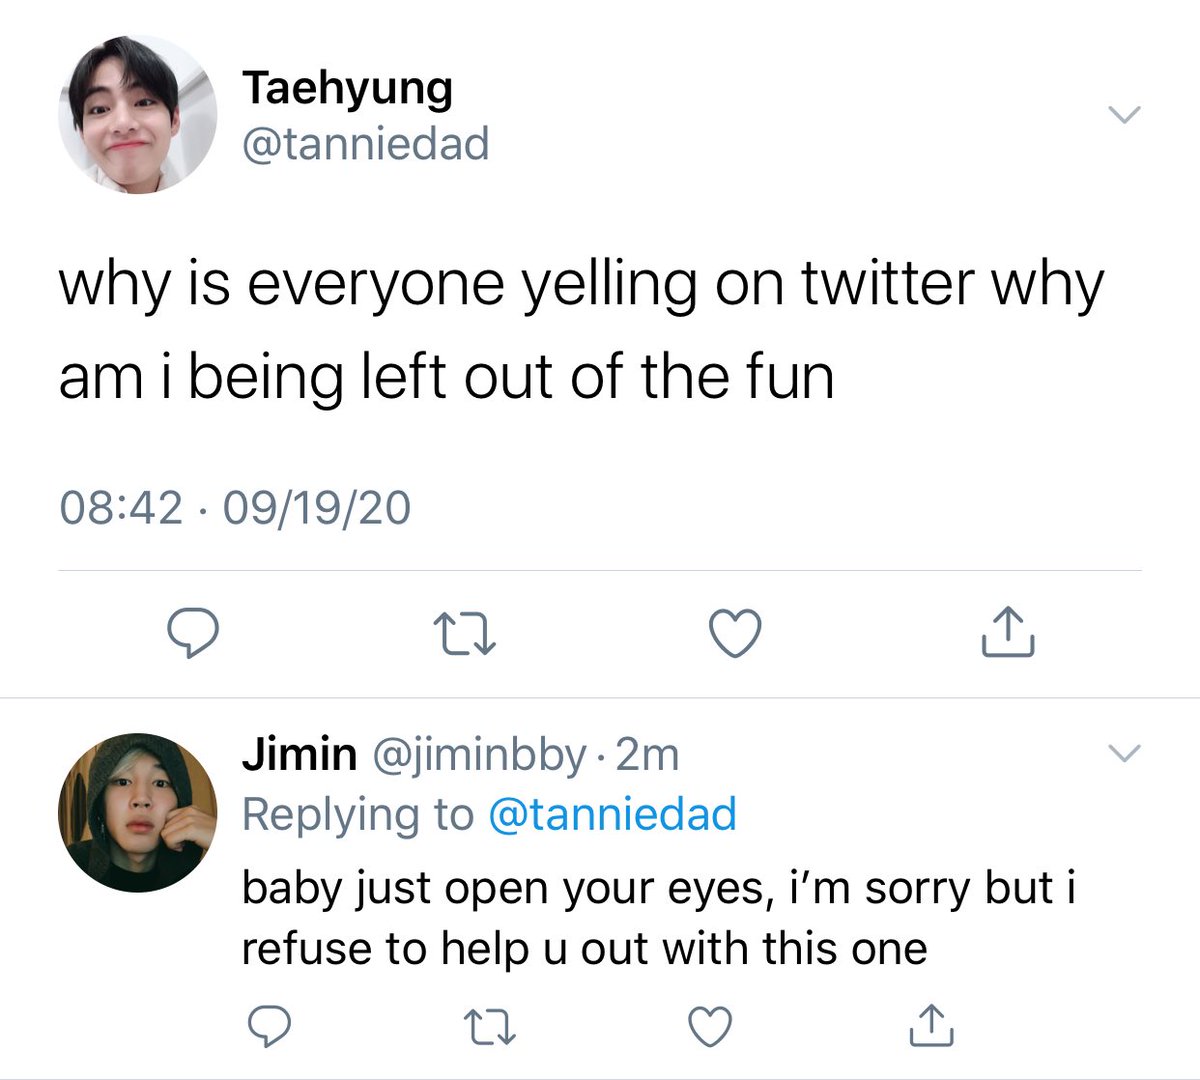 Taehyung
@tanniedad
why is everyone yelling on twitter why
am i being left out of the fun
08:42 · 09/19/20
Jimin @jiminbby · 2m
Replying to @tanniedad
baby just open your eyes, i’m sorry but i
refuse to help u out with this one